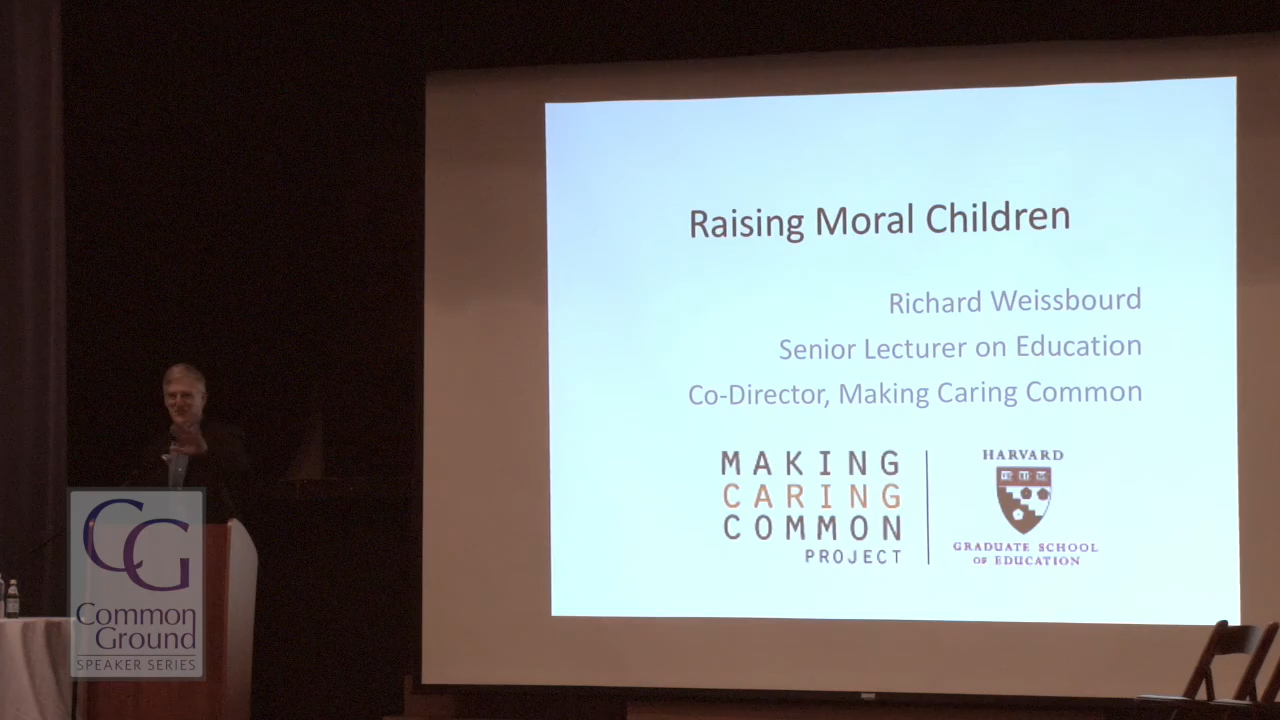 Raising Moral Children
Richard Weissbourd
Senior Lecturer on Education
Co-Director, Making Caring Common
MAKING
CARING
COMMON
PROJECT
HARVARD
GRADUATE SCHOOL
OF EDUCATION
CG
Common
Ground
SPEAKER SERIES